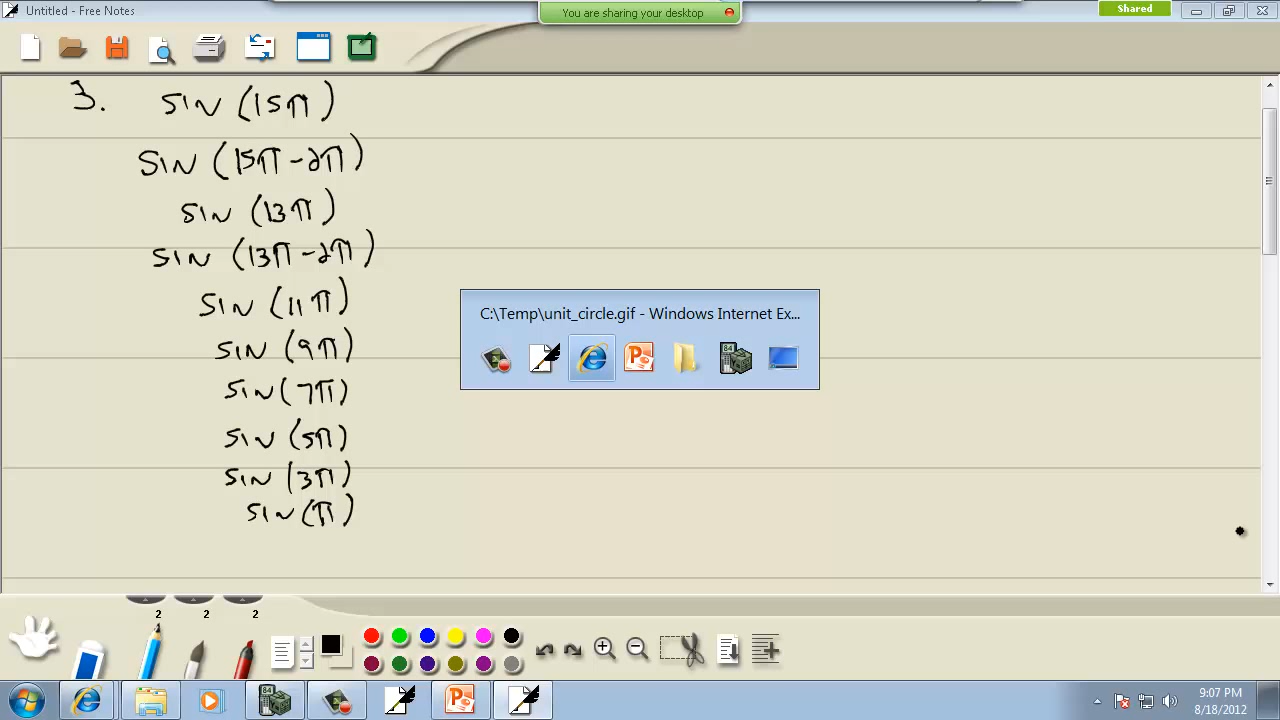 Untitled - Free Notes
You are sharing your desktop
Shared
3. sin (15π)
sin (15π-2π)
sin (13π)
sin (13π-2π)
sin (11π)
sin (9π)
sin (7π)
sin (5π)
sin (3π)
sin (π)
C:\Temp\unit_circle.gif - Windows Internet Ex...
2 2 2
9:07 PM
8/18/2012